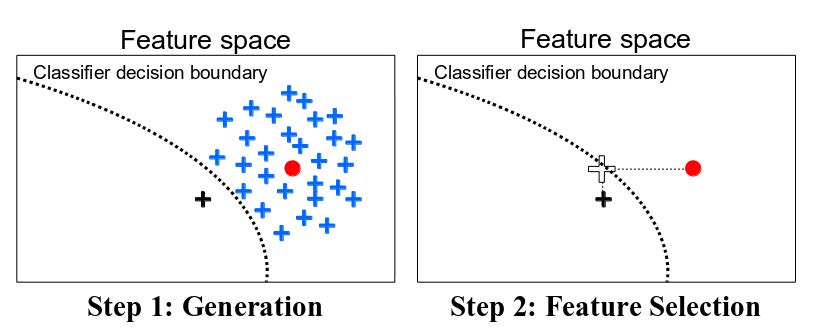 Feature space
Classifier decision boundary
Step 1: Generation
Feature space
Classifier decision boundary
Step 2: Feature Selection